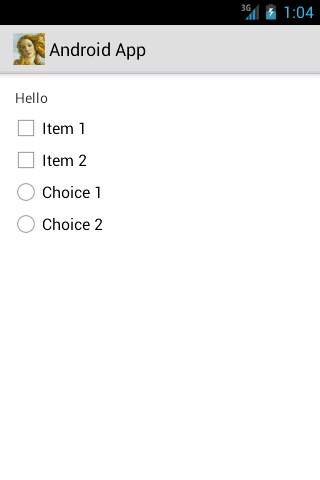 3G 1:04
Android App
Hello
Item 1
Item 2
Choice 1
Choice 2